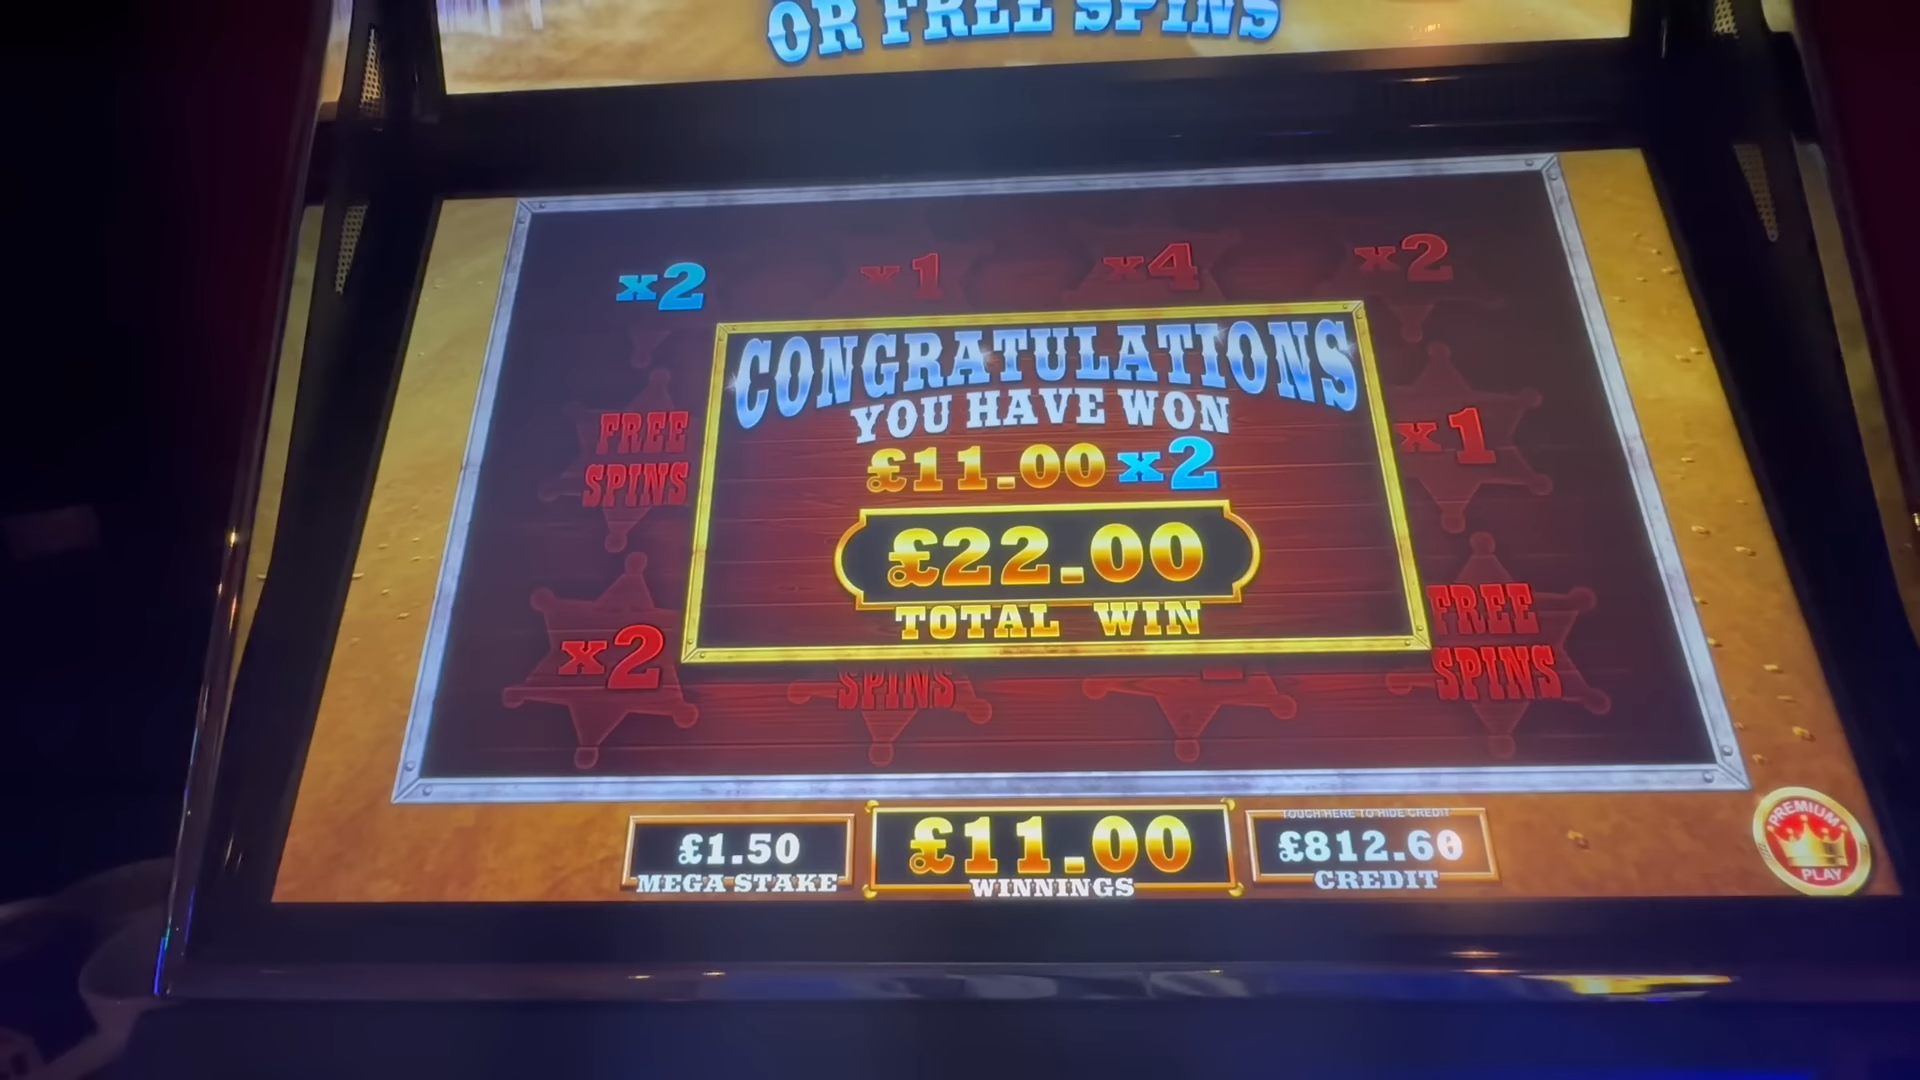 OR FREE SPINS
x2
x1
x4
x2
CONGRATULATIONS
YOU HAVE WON
£11.00 x2
£22.00
TOTAL WIN
FREE
SPINS
x1
x2
SPINS
FREE
SPINS
£1.50
MEGA STAKE
£11.00
WINNINGS
TOUCH HERE TO HIDE CREDIT
£812.60
CREDIT
PREMIUM
PLAY